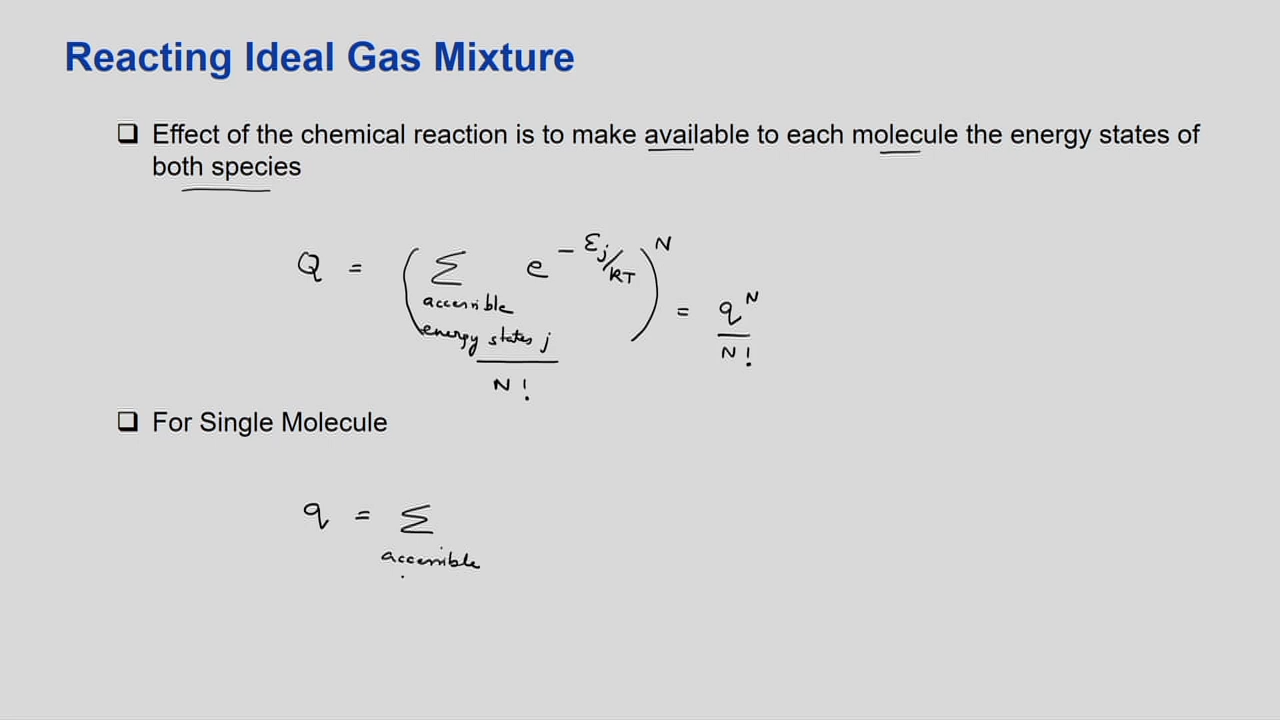 Reacting Ideal Gas Mixture
❑ Effect of the chemical reaction is to make available to each molecule the energy states of
both species
Q = ( Σ e^(-εj/kT) )^N
accessible
energy states j
N!
= q^N
N!
❑ For Single Molecule
q = Σ
accessible